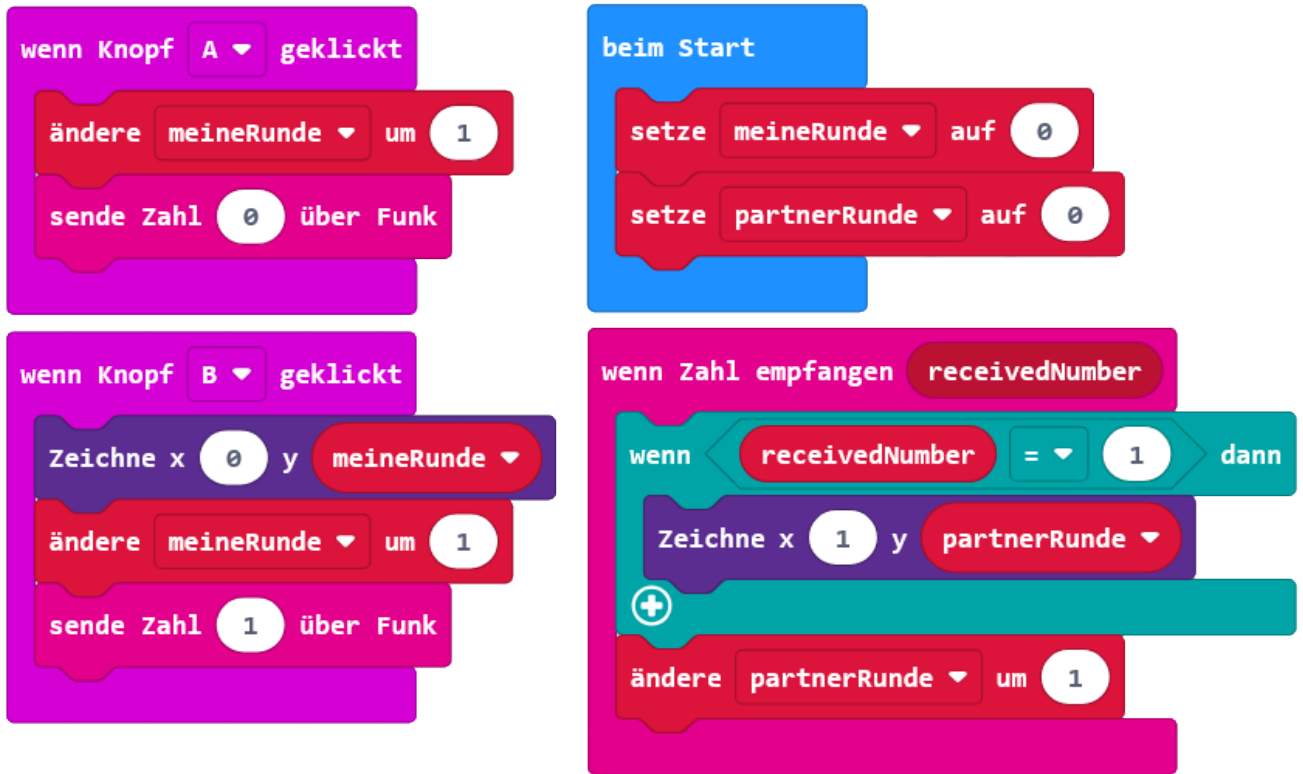 wenn Knopf A geklickt
ändere meineRunde um 1
sende Zahl 0 über Funk
beim Start
setze meineRunde auf 0
setze partnerRunde auf 0
wenn Knopf B geklickt
Zeichne x 0 y meineRunde
ändere meineRunde um 1
sende Zahl 1 über Funk
wenn Zahl empfangen receivedNumber
wenn receivedNumber = 1 dann
Zeichne x 1 y partnerRunde
ändere partnerRunde um 1